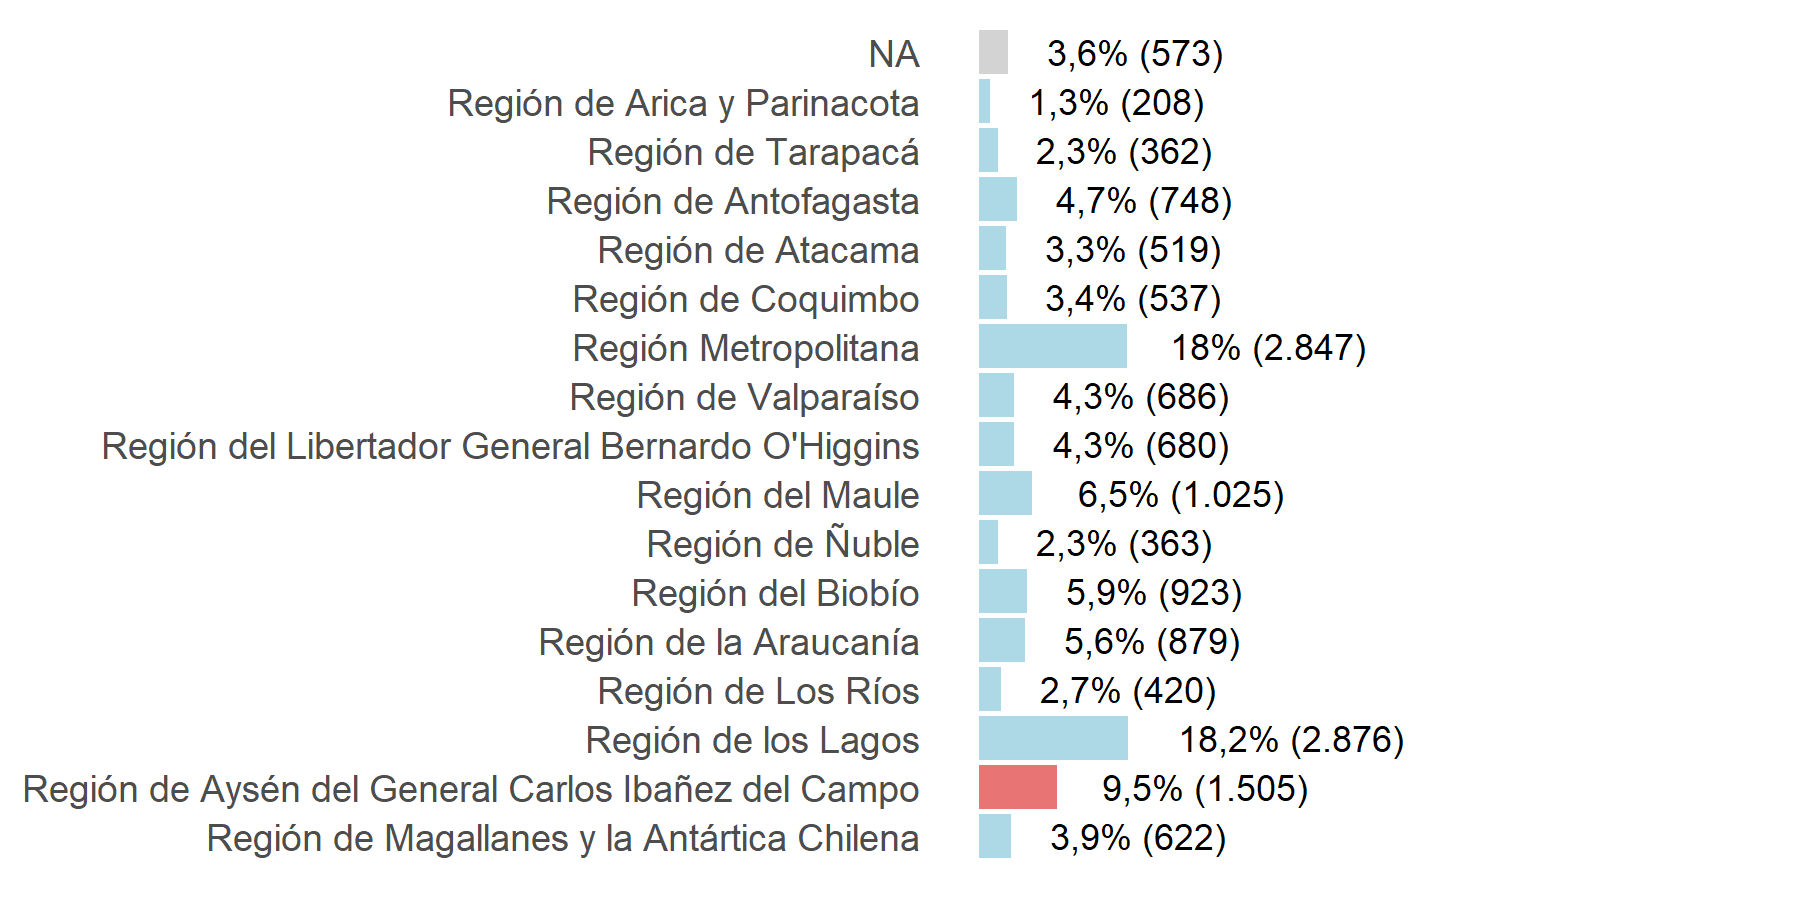 NA 3,6% (573)
Región de Arica y Parinacota 1,3% (208)
Región de Tarapacá 2,3% (362)
Región de Antofagasta 4,7% (748)
Región de Atacama 3,3% (519)
Región de Coquimbo 3,4% (537)
Región Metropolitana 18% (2.847)
Región de Valparaíso 4,3% (686)
Región del Libertador General Bernardo O'Higgins 4,3% (680)
Región del Maule 6,5% (1.025)
Región de Ñuble 2,3% (363)
Región del Biobío 5,9% (923)
Región de la Araucanía 5,6% (879)
Región de Los Ríos 2,7% (420)
Región de los Lagos 18,2% (2.876)
Región de Aysén del General Carlos Ibañez del Campo 9,5% (1.505)
Región de Magallanes y la Antártica Chilena 3,9% (622)